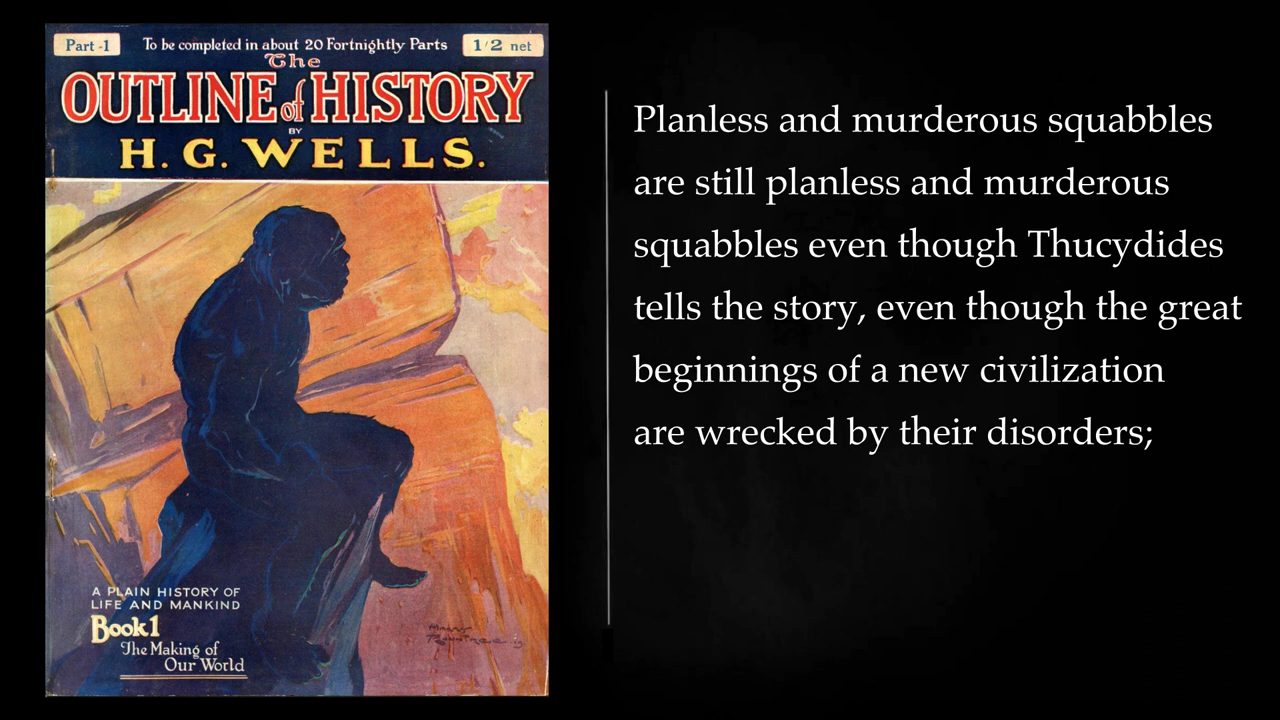 Part -1
To be completed in about 20 Fortnightly Parts
1/2 net
The
OUTLINE of HISTORY
BY
H. G. WELLS.
A PLAIN HISTORY OF
LIFE AND MANKIND
Book 1
The Making of
Our World
Planless and murderous squabbles
are still planless and murderous
squabbles even though Thucydides
tells the story, even though the great
beginnings of a new civilization
are wrecked by their disorders;